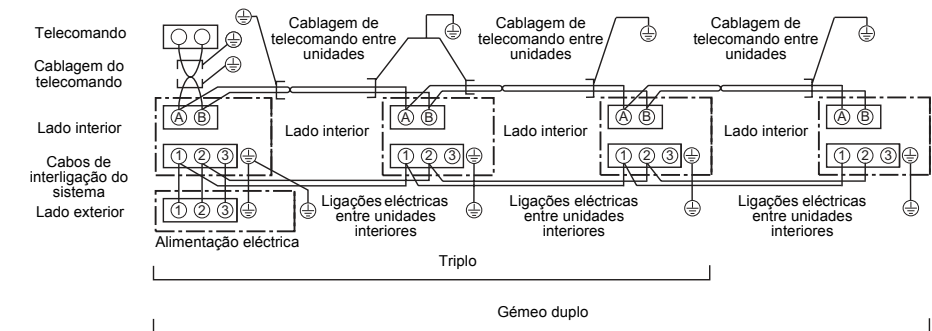 Telecomando
Cablagem de
telecomando entre
unidades
Cablagem de
telecomando entre
unidades
Cablagem de
telecomando entre
unidades
Cablagem do
telecomando
Lado interior
A B
Lado interior
A B
Lado interior
A B
Lado interior
A B
1 2 3
1 2 3
1 2 3
1 2 3
Cabos de
interligação do
sistema
Lado exterior
1 2 3
Alimentação eléctrica
Ligações eléctricas
entre unidades
interiores
Ligações eléctricas
entre unidades
interiores
Ligações eléctricas
entre unidades
interiores
Triplo
Gémeo duplo